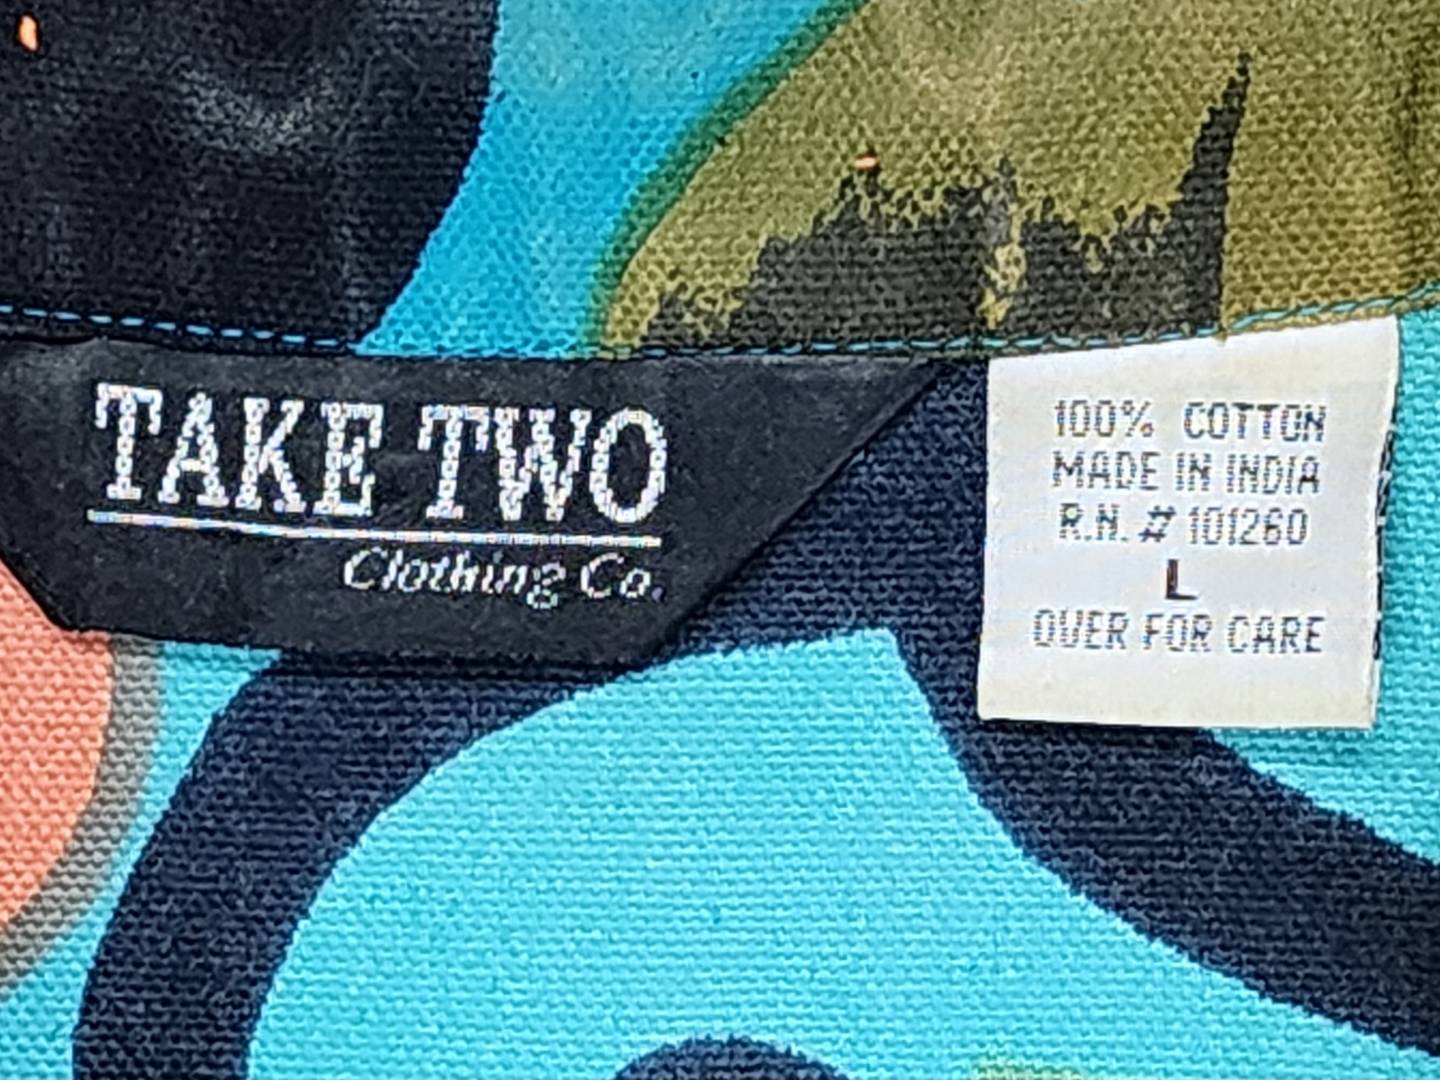 TAKE TWO
Clothing Co.
100% COTTON
MADE IN INDIA
R.N. # 101260
L
OVER FOR CARE